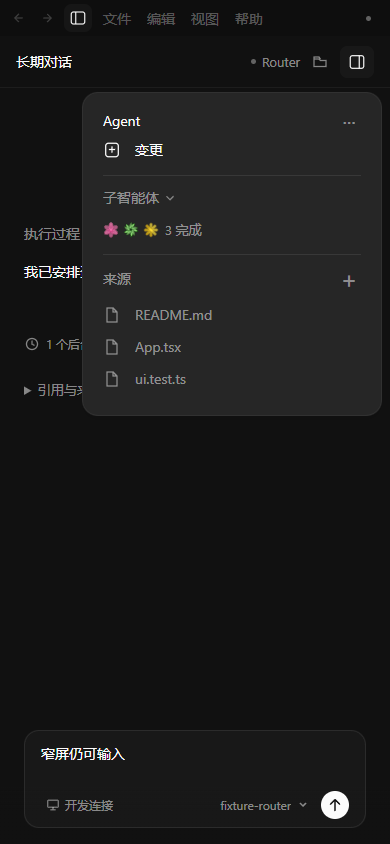 文件 编辑 视图 帮助
长期对话 Router
Agent
变更
子智能体
3 完成
执行过程
来源
我已安排
README.md
1 个后
App.tsx
引用与
ui.test.ts
窄屏仍可输入
开发连接 fixture-router